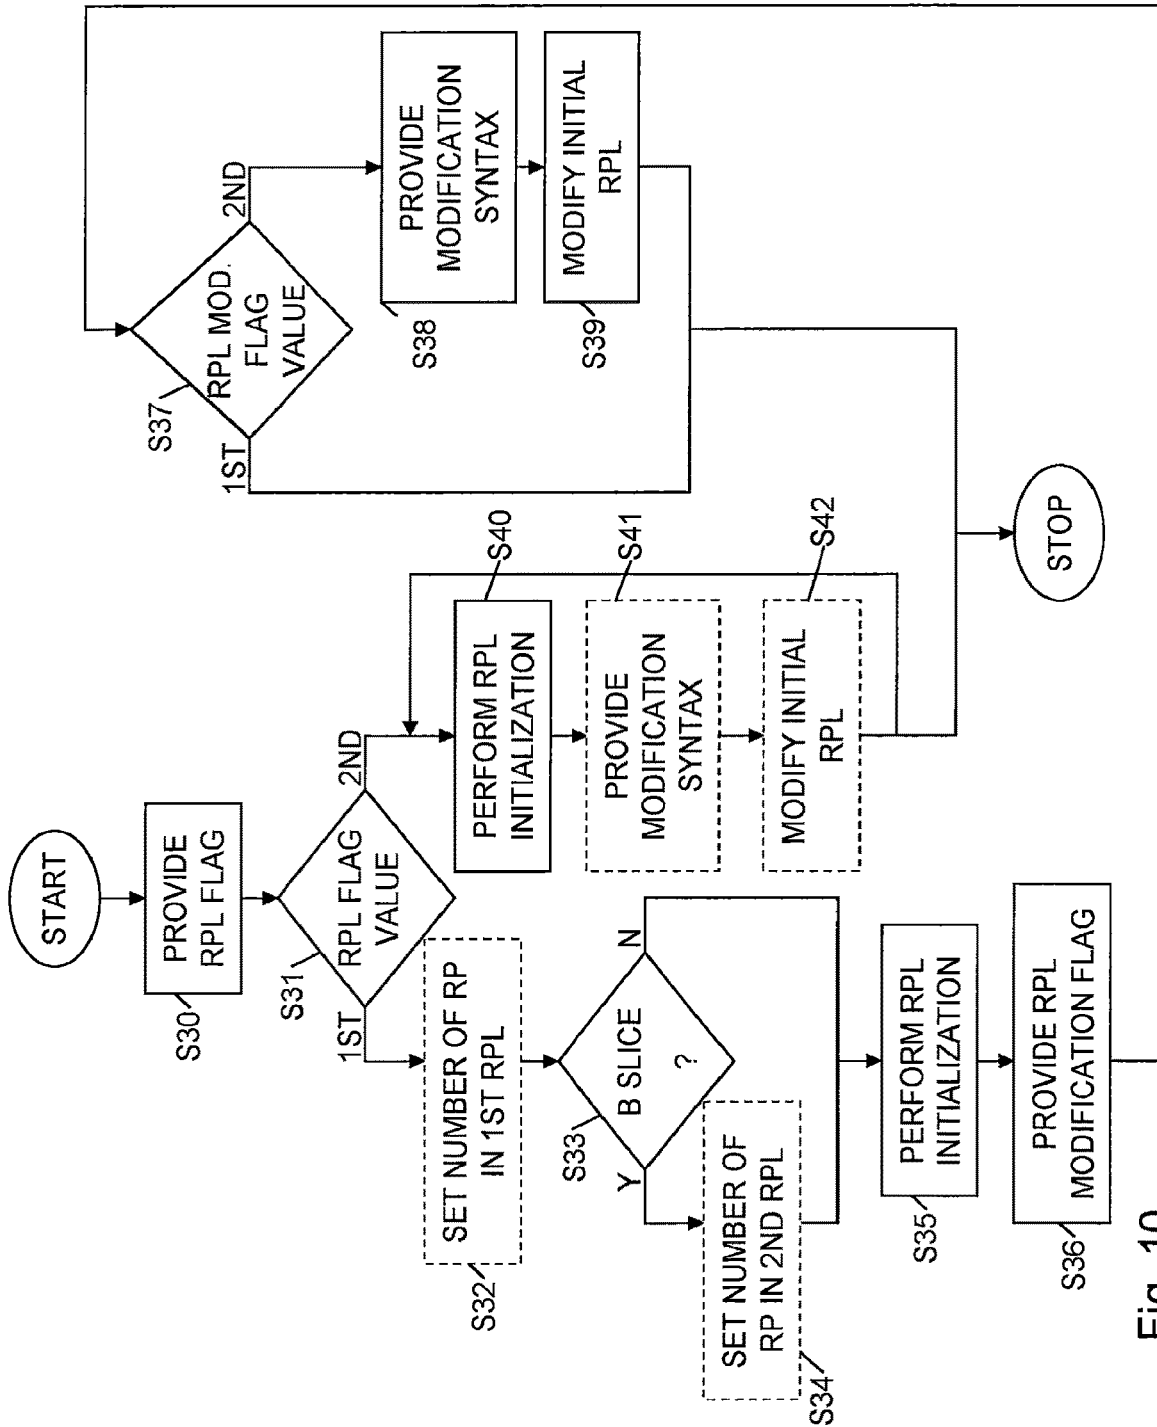 START
PROVIDE
RPL FLAG
S30
RPL FLAG
VALUE
S31
1ST
2ND
SET NUMBER OF RP
IN 1ST RPL
S32
B SLICE
?
S33
Y
N
SET NUMBER OF
RP IN 2ND RPL
S34
PERFORM RPL
INITIALIZATION
S35
PROVIDE RPL
MODIFICATION FLAG
S36
PERFORM RPL
INITIALIZATION
S40
PROVIDE
MODIFICATION
SYNTAX
S41
MODIFY INITIAL
RPL
S42
RPL MOD.
FLAG
VALUE
S37
1ST
2ND
PROVIDE
MODIFICATION
SYNTAX
S38
MODIFY INITIAL
RPL
S39
STOP
Fig. 10